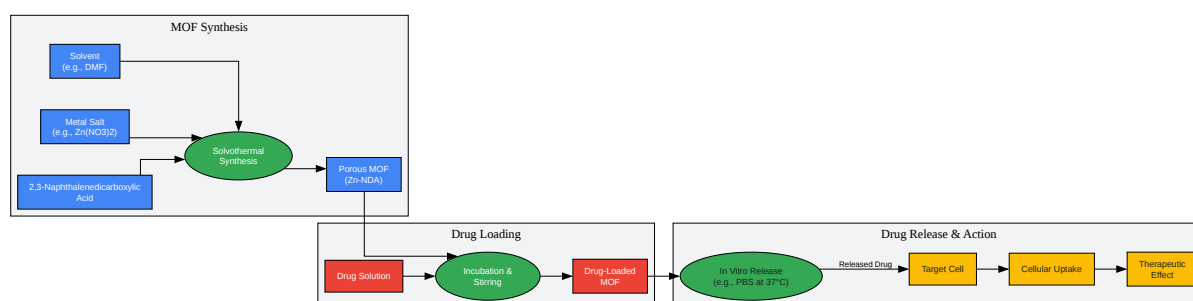 MOF Synthesis
Solvent
(e.g., DMF)
Metal Salt
(e.g., Zn(NO3)2)
2,3-Naphthalenedicarboxylic
Acid
Solvothermal
Synthesis
Porous MOF
(Zn-NDA)
Drug Loading
Drug Solution
Incubation &
Stirring
Drug-Loaded
MOF
Drug Release & Action
In Vitro Release
(e.g., PBS at 37°C)
Released Drug
Target Cell
Cellular Uptake
Therapeutic
Effect